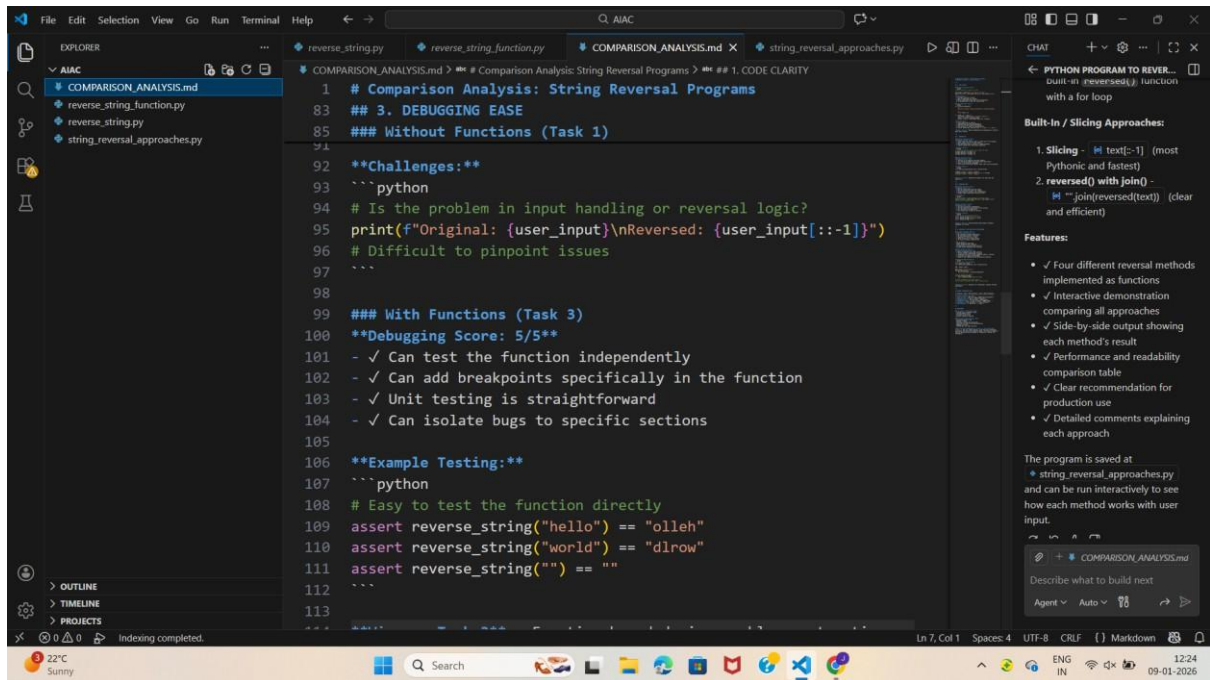 File Edit Selection View Go Run Terminal Help
AIAC
EXPLORER
AIAC
COMPARISON_ANALYSIS.md
reverse_string_function.py
reverse_string.py
string_reversal_approaches.py
OUTLINE
TIMELINE
PROJECTS
reverse_string.py reverse_string_function.py COMPARISON_ANALYSIS.md string_reversal_approaches.py
COMPARISON_ANALYSIS.md > # Comparison Analysis: String Reversal Programs > ## 1. CODE CLARITY
1 # Comparison Analysis: String Reversal Programs
83 ## 3. DEBUGGING EASE
85 ### Without Functions (Task 1)
91
92 **Challenges:**
93 ```python
94 # Is the problem in input handling or reversal logic?
95 print(f"Original: {user_input}\nReversed: {user_input[::-1]}")
96 # Difficult to pinpoint issues
97 ```
98
99 ### With Functions (Task 3)
100 **Debugging Score: 5/5**
101 - ✓ Can test the function independently
102 - ✓ Can add breakpoints specifically in the function
103 - ✓ Unit testing is straightforward
104 - ✓ Can isolate bugs to specific sections
105
106 **Example Testing:**
107 ```python
108 # Easy to test the function directly
109 assert reverse_string("hello") == "olleh"
110 assert reverse_string("world") == "dlrow"
111 assert reverse_string("") == ""
112 ```
113
CHAT
PYTHON PROGRAM TO REVER...
built-in reversed() function
with a for loop
Built-In / Slicing Approaches:
1. Slicing - text[::-1] (most
Pythonic and fastest)
2. reversed() with join() -
"".join(reversed(text)) (clear
and efficient)
Features:
• ✓ Four different reversal methods
implemented as functions
• ✓ Interactive demonstration
comparing all approaches
• ✓ Side-by-side output showing
each method's result
• ✓ Performance and readability
comparison table
• ✓ Clear recommendation for
production use
• ✓ Detailed comments explaining
each approach
The program is saved at
string_reversal_approaches.py
and can be run interactively to see
how each method works with user
input.
COMPARISON_ANALYSIS.md
Describe what to build next
Agent Auto
0 0 Indexing completed.
Ln 7, Col 1 Spaces: 4 UTF-8 CRLF {} Markdown
3 22°C
Sunny
Search
ENG
IN
12:24
09-01-2026